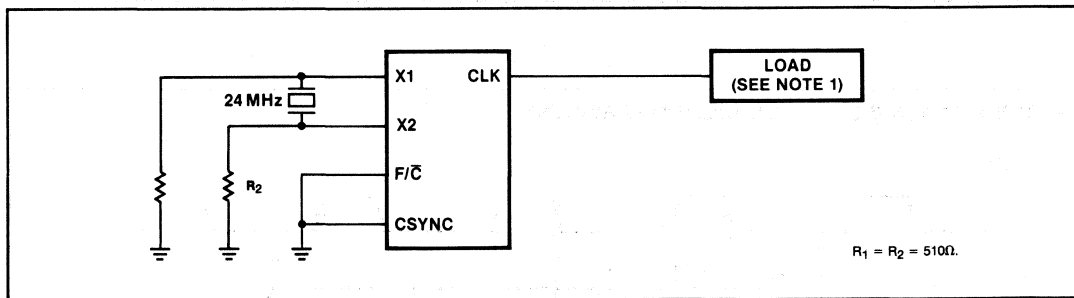 X1
CLK
LOAD
(SEE NOTE 1)
24 MHz
X2
R₂
F/C̅
CSYNC
R₁ = R₂ = 510Ω.